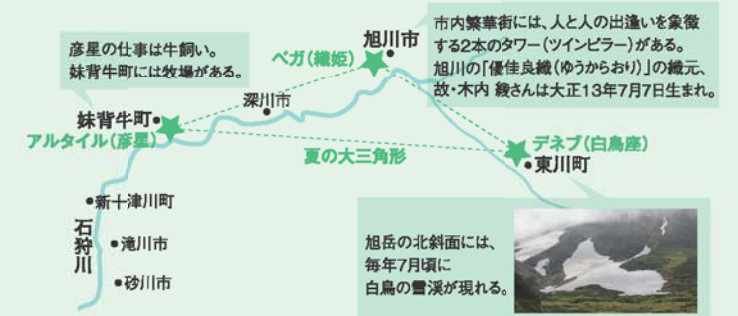 彦星の仕事は牛飼い。
妹背牛町には牧場がある。
ベガ（織姫）
旭川市
市内繁華街には、人と人の出逢いを象徴
する2本のタワー（ツインピラー）がある。
旭川の「優佳良織（ゆうからおり）」の織元、
故・木内 綾さんは大正13年7月7日生まれ。
妹背牛町
アルタイル（彦星）
深川市
夏の大三角形
デネブ（白鳥座）
東川町
石狩川
新十津川町
滝川市
砂川市
旭岳の北斜面には、
毎年7月頃に
白鳥の雪渓が現れる。